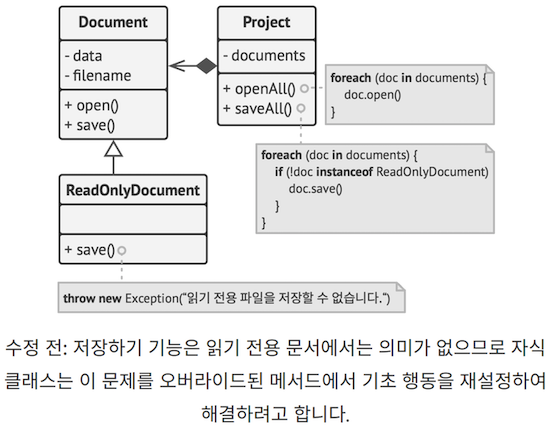 Document
- data
- filename
+ open()
+ save()
Project
- documents
+ openAll()
+ saveAll()
foreach (doc in documents) {
doc.open()
}
foreach (doc in documents) {
if (!doc instanceof ReadOnlyDocument)
doc.save()
}
}
ReadOnlyDocument
+ save()
throw new Exception("읽기 전용 파일을 저장할 수 없습니다.")
수정 전: 저장하기 기능은 읽기 전용 문서에서는 의미가 없으므로 자식
클래스는 이 문제를 오버라이드된 메서드에서 기초 행동을 재설정하여
해결하려고 합니다.